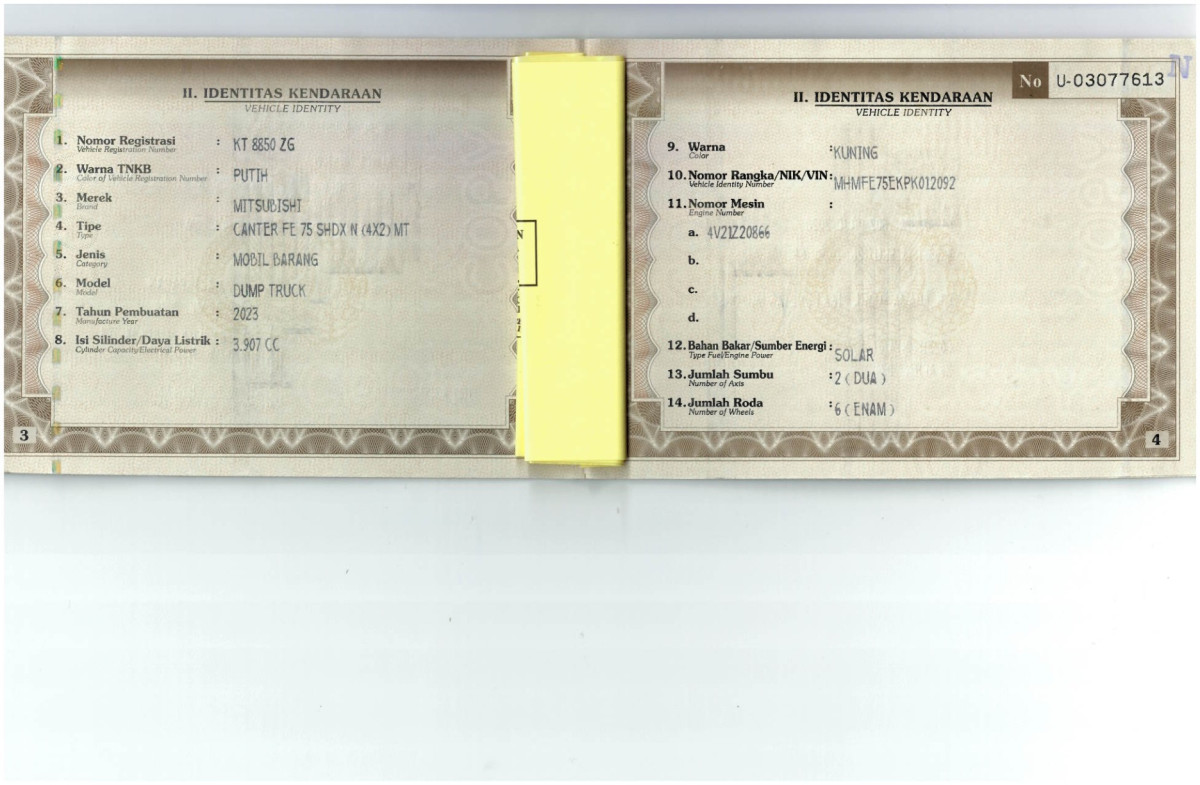 II. IDENTITAS KENDARAAN
VEHICLE IDENTITY
1. Nomor Registrasi : KT 8850 ZG
Vehicle Registration Number
2. Warna TNKB : PUTIH
Color of Vehicle Registration Number
3. Merek : MITSUBISHI
Brand
4. Tipe : CANTER FE 75 SHDX N (4X2) MT
Type
5. Jenis : MOBIL BARANG
Category
6. Model : DUMP TRUCK
Model
7. Tahun Pembuatan : 2023
Manufacture Year
8. Isi Silinder/Daya Listrik : 3.907 CC
Cylinder Capacity/Electrical Power
3
N
No U-03077613
N
II. IDENTITAS KENDARAAN
VEHICLE IDENTITY
9. Warna : KUNING
Color
10. Nomor Rangka/NIK/VIN : MHMFE75EKPK012092
Vehicle Identity Number
11. Nomor Mesin :
Engine Number
a. 4V21Z20866
b.
c.
d.
12. Bahan Bakar/Sumber Energi : SOLAR
Type Fuel/Engine Power
13. Jumlah Sumbu : 2 ( DUA )
Number of Axis
14. Jumlah Roda : 6 ( ENAM )
Number of Wheels
4